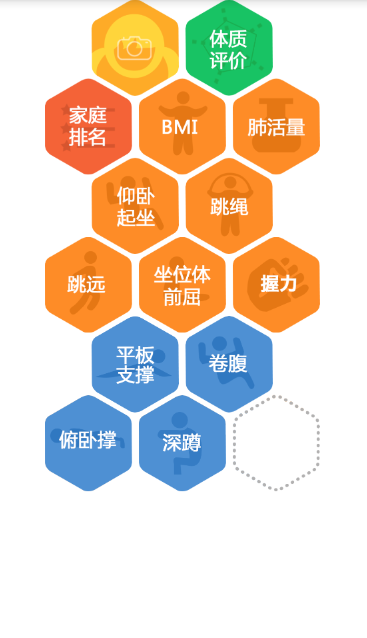 体质
评价
家庭
排名
BMI
肺活量
仰卧
起坐
跳绳
跳远
坐位体
前屈
握力
平板
支撑
卷腹
俯卧撑
深蹲